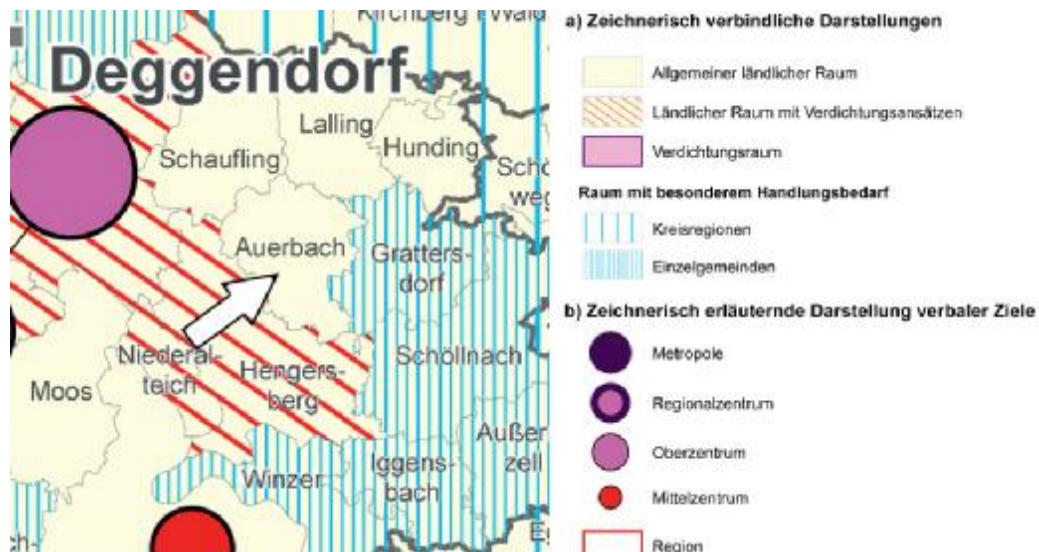 Kirchberg i.Wald
Deggendorf
Lalling
Hunding
Schaufling
Auerbach
Gratters-
dorf
Schöllnach
Niederal-
teich
Hengers-
berg
Moos
Außer
zell
Iggens-
bach
Winzer
a) Zeichnerisch verbindliche Darstellungen
Allgemeiner ländlicher Raum
Ländlicher Raum mit Verdichtungsansätzen
Verdichtungsraum
Raum mit besonderem Handlungsbedarf
Kreisregionen
Einzelgemeinden
b) Zeichnerisch erläuternde Darstellung verbaler Ziele
Metropole
Regionalzentrum
Oberzentrum
Mittelzentrum
Region